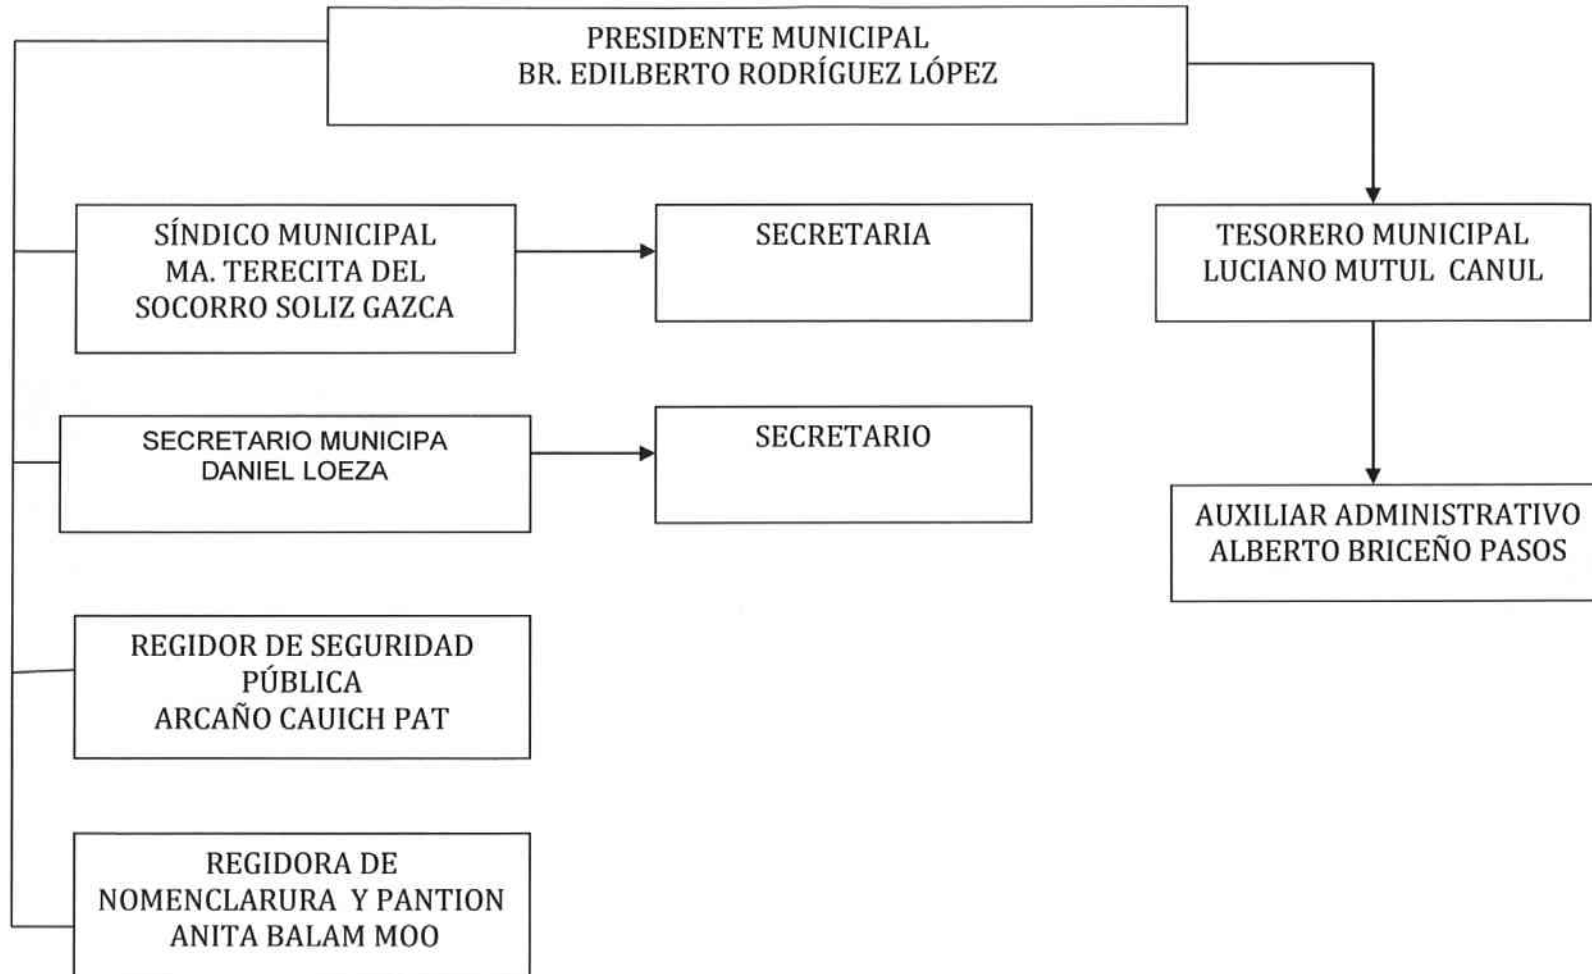 PRESIDENTE MUNICIPAL
BR. EDILBERTO RODRÍGUEZ LÓPEZ
SÍNDICO MUNICIPAL
MA. TERECITA DEL
SOCORRO SOLIZ GAZCA
SECRETARIA
TESORERO MUNICIPAL
LUCIANO MUTUL CANUL
SECRETARIO MUNICIPA
DANIEL LOEZA
SECRETARIO
AUXILIAR ADMINISTRATIVO
ALBERTO BRICEÑO PASOS
REGIDOR DE SEGURIDAD
PÚBLICA
ARCAÑO CAUICH PAT
REGIDORA DE
NOMENCLARURA Y PANTION
ANITA BALAM MOO